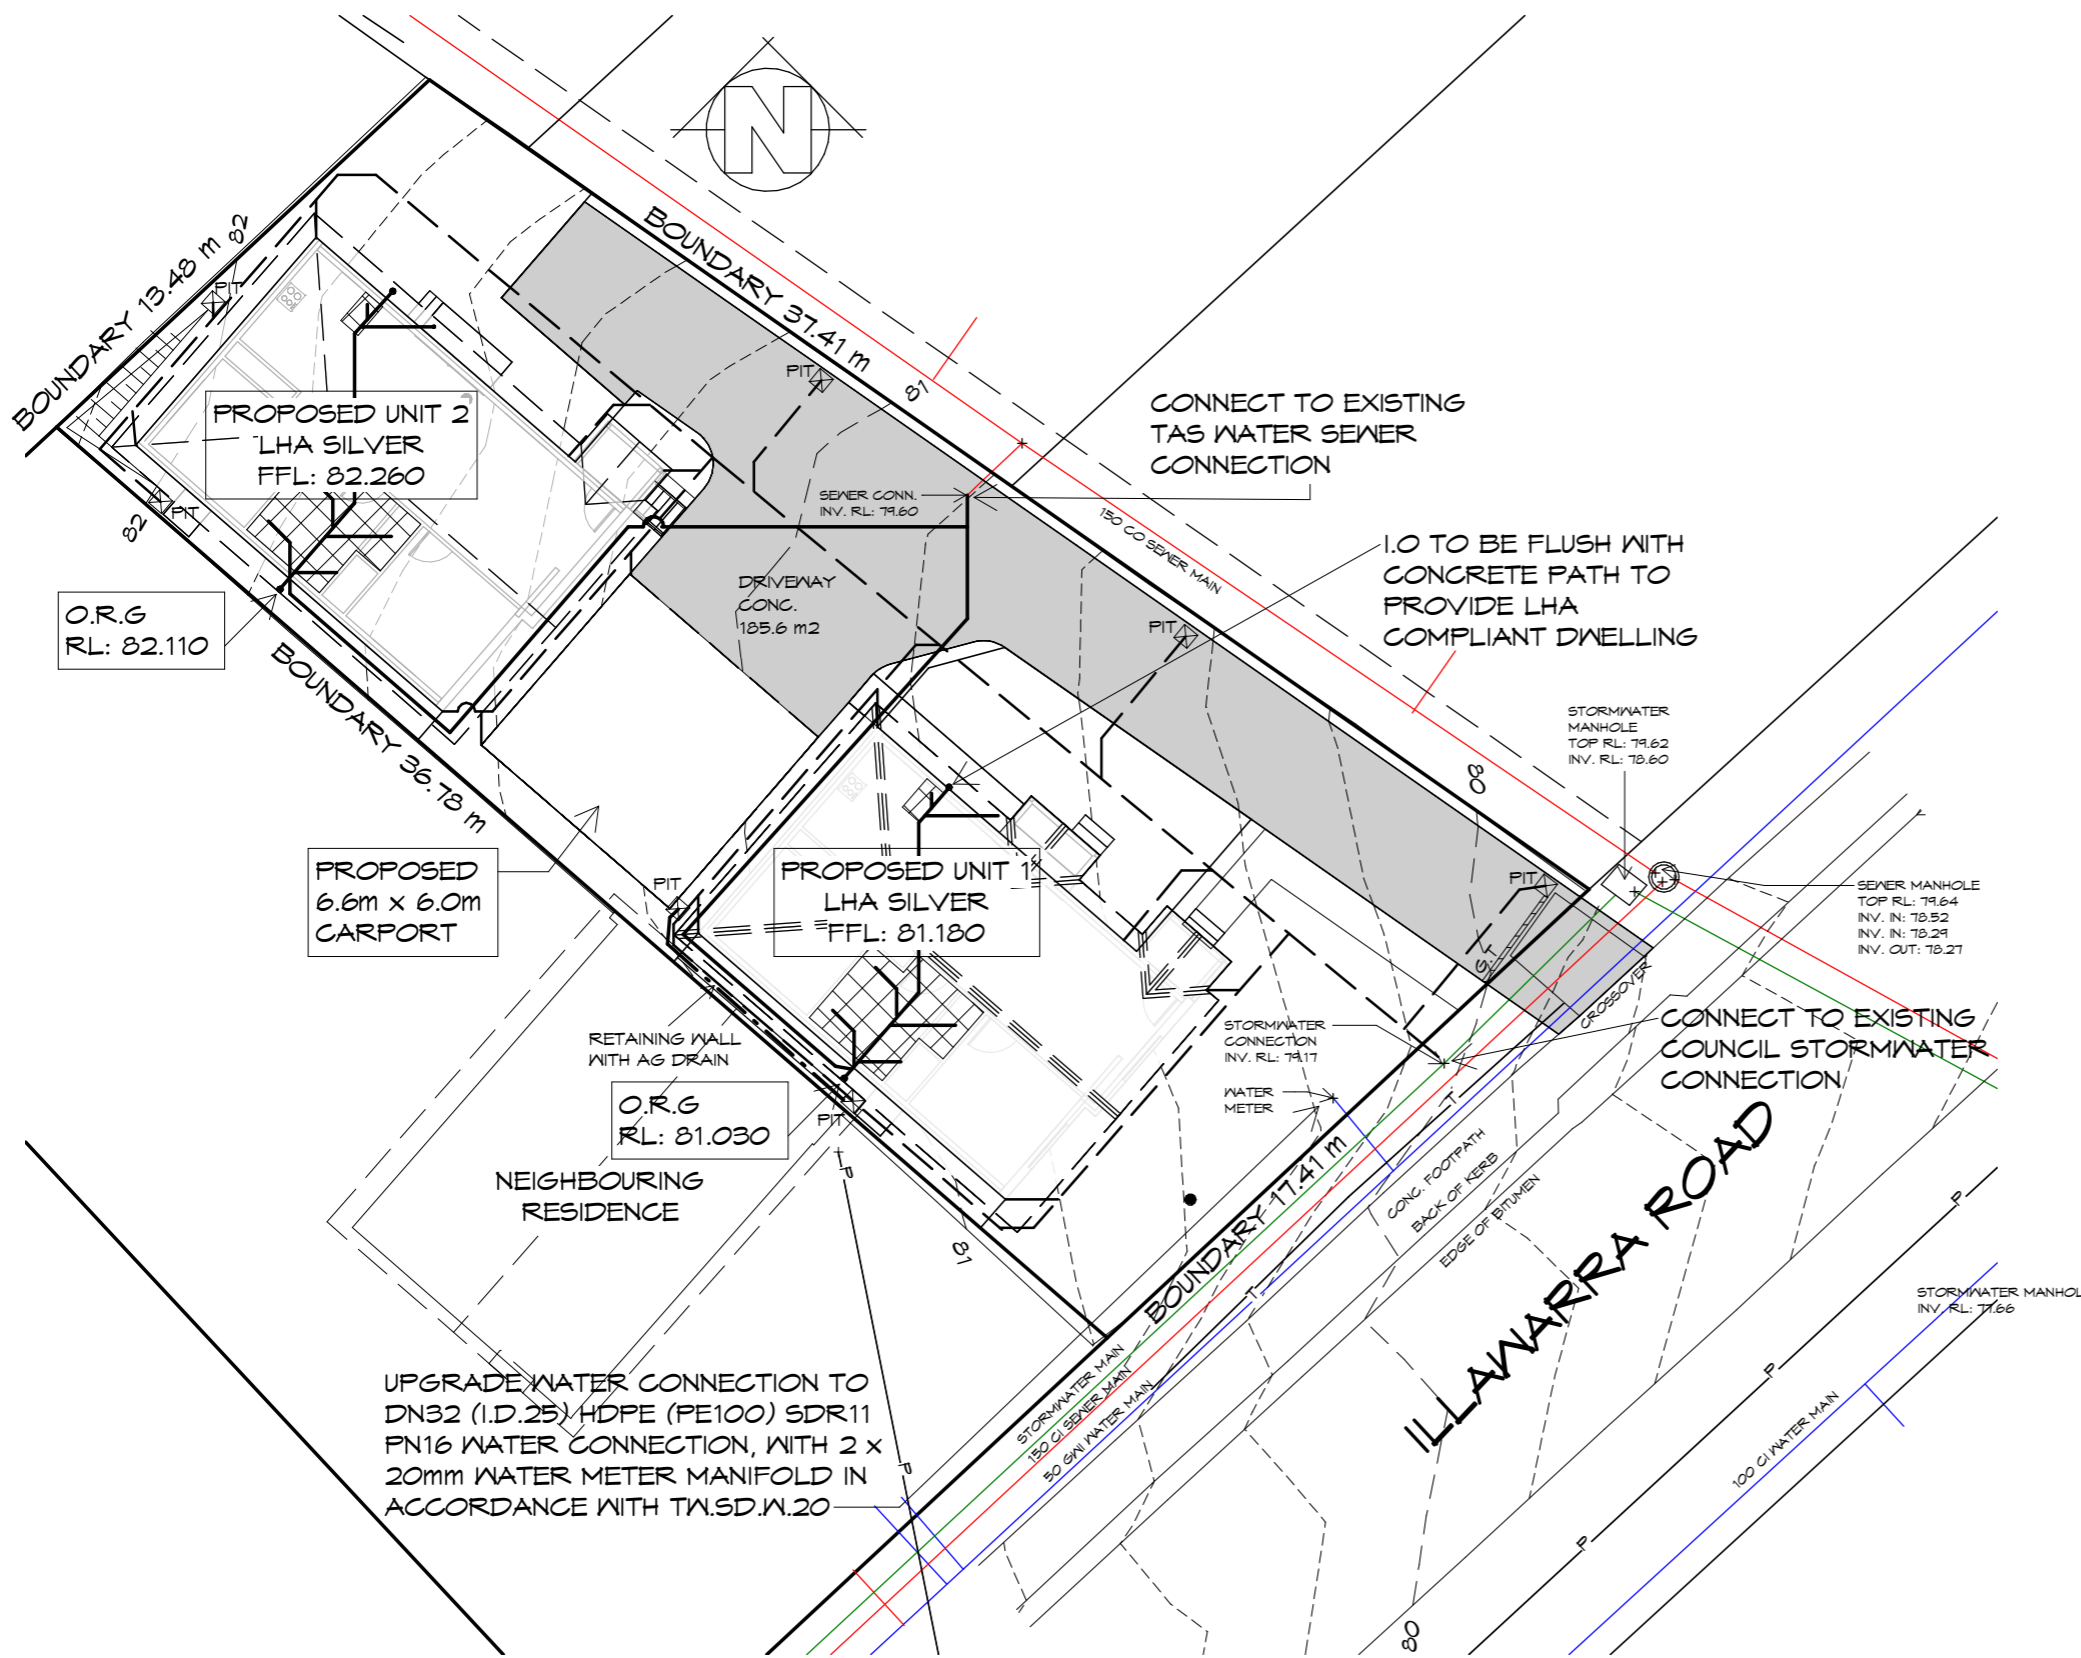 N
BOUNDARY 13.48 m
82
PIT
BOUNDARY 37.41 m
PIT
81
PROPOSED UNIT 2
LHA SILVER
FFL: 82.260
CONNECT TO EXISTING
TAS WATER SEWER
CONNECTION
SEWER CONN.
INV. RL: 79.60
PIT
82
150 CO SEWER MAIN
I.O TO BE FLUSH WITH
CONCRETE PATH TO
PROVIDE LHA
COMPLIANT DWELLING
O.R.G
RL: 82.110
DRIVEWAY
CONC.
185.6 m2
PIT
BOUNDARY 36.78 m
STORMWATER
MANHOLE
TOP RL: 79.62
INV. RL: 78.60
80
PROPOSED
6.6m x 6.0m
CARPORT
PIT
PROPOSED UNIT 1
LHA SILVER
FFL: 81.180
PIT
SEWER MANHOLE
TOP RL: 79.64
INV. IN: 78.52
INV. IN: 78.29
INV. OUT: 78.27
G.T
CROSSOVER
RETAINING WALL
WITH AG DRAIN
STORMWATER
CONNECTION
INV. RL: 79.17
CONNECT TO EXISTING
COUNCIL STORMWATER
CONNECTION
WATER
METER
O.R.G
RL: 81.030
PIT
T
P
NEIGHBOURING
RESIDENCE
81
BOUNDARY 17.41 m
CONC. FOOTPATH
BACK OF KERB
EDGE OF BITUMEN
ILLAWARRA ROAD
T
P
STORMWATER MANHOL
INV. RL: 77.66
UPGRADE WATER CONNECTION TO
DN32 (I.D.25) HDPE (PE100) SDR11
PN16 WATER CONNECTION, WITH 2 x
20mm WATER METER MANIFOLD IN
ACCORDANCE WITH TW.SD.W.20
STORMWATER MAIN
150 CI SEWER MAIN
50 GWI WATER MAIN
P
P
100 CI WATER MAIN
P
80